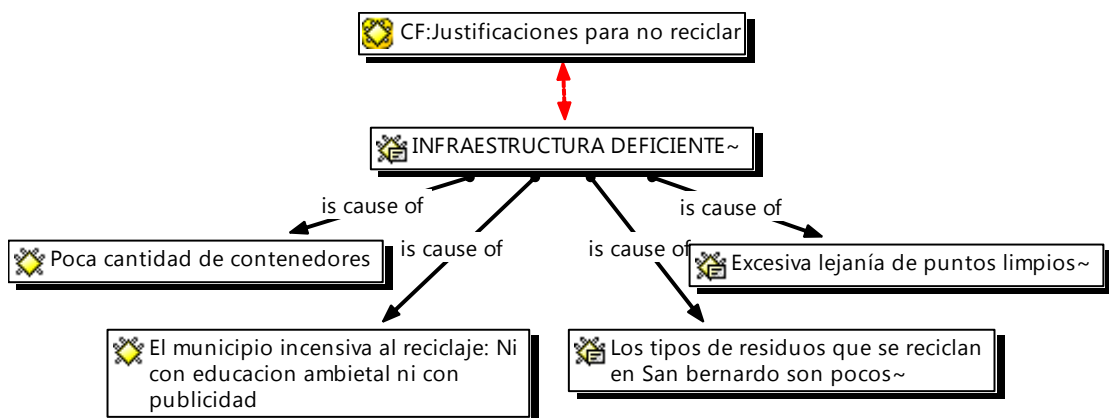 CF:Justificaciones para no reciclar
INFRAESTRUCTURA DEFICIENTE~
is cause of
is cause of
is cause of
is cause of
Poca cantidad de contenedores
Excesiva lejanía de puntos limpios~
El municipio incensiva al reciclaje: Ni
con educacion ambietal ni con
publicidad
Los tipos de residuos que se reciclan
en San bernardo son pocos~